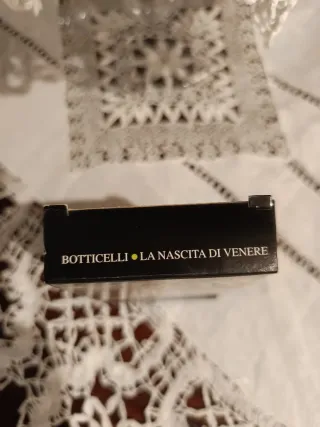 BOTTICELLI • LA NASCITA DI VENERE